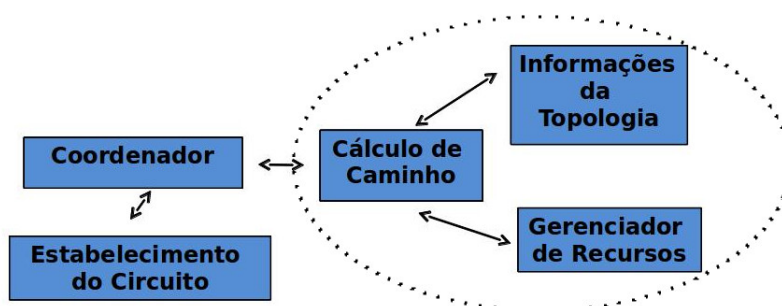 Informações
da
Topologia
Coordenador
Cálculo de
Caminho
Estabelecimento
do Circuito
Gerenciador
de Recursos